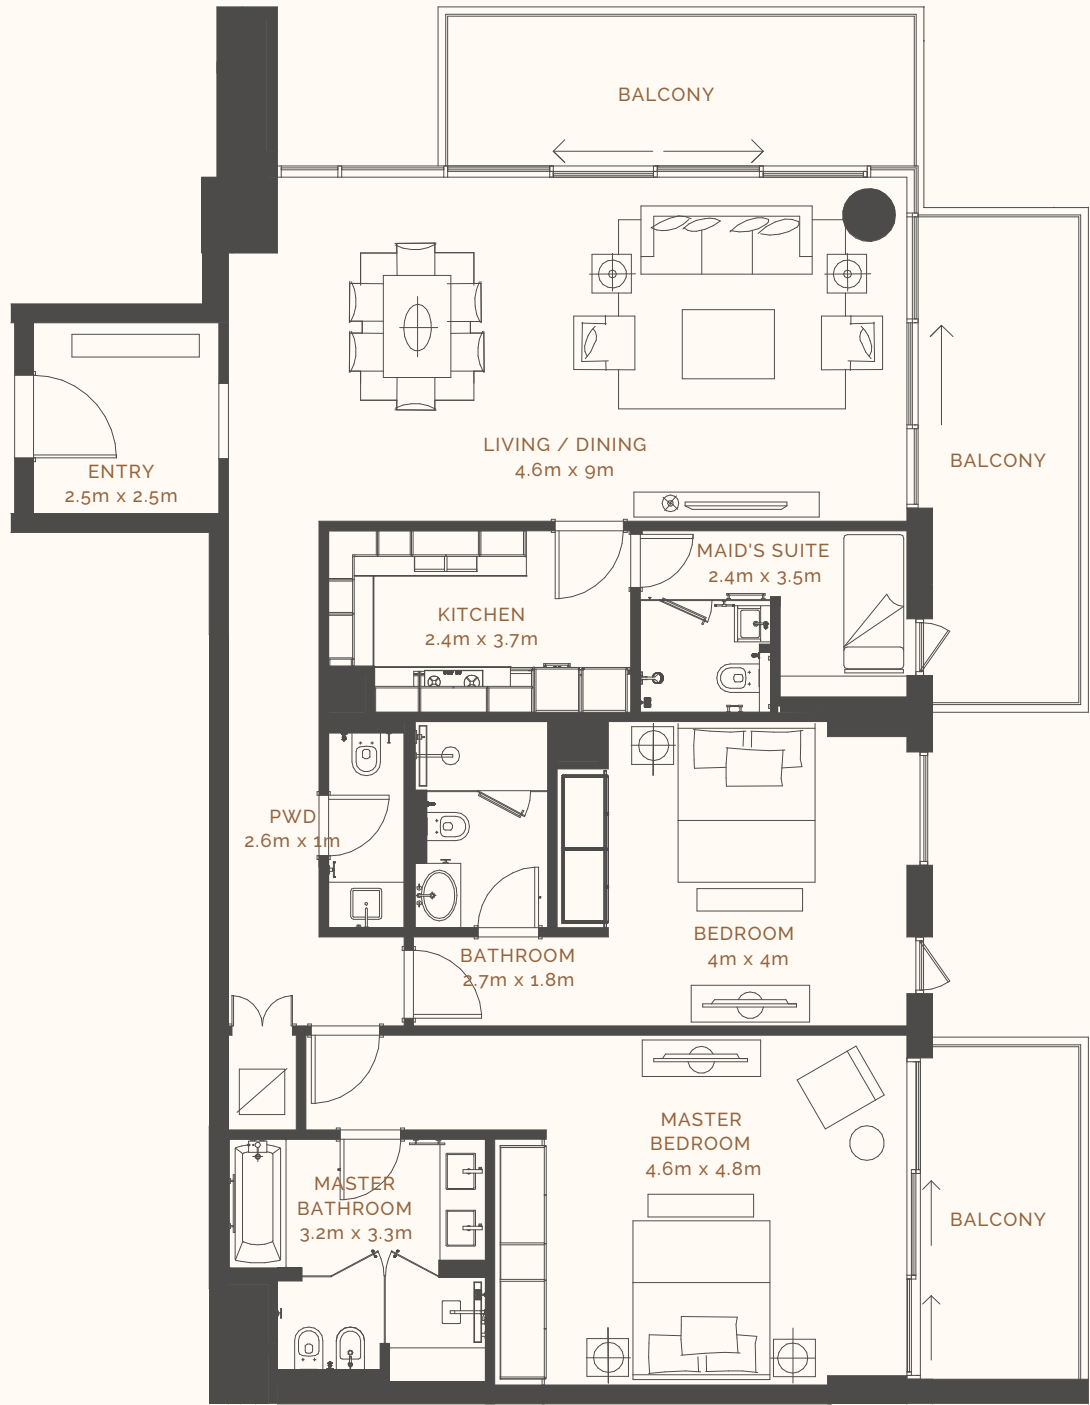 BALCONY
LIVING / DINING
4.6m x 9m
BALCONY
ENTRY
2.5m x 2.5m
MAID'S SUITE
2.4m x 3.5m
KITCHEN
2.4m x 3.7m
PWD
2.6m x 1m
BATHROOM
2.7m x 1.8m
BEDROOM
4m x 4m
MASTER
BEDROOM
4.6m x 4.8m
MASTER
BATHROOM
3.2m x 3.3m
BALCONY